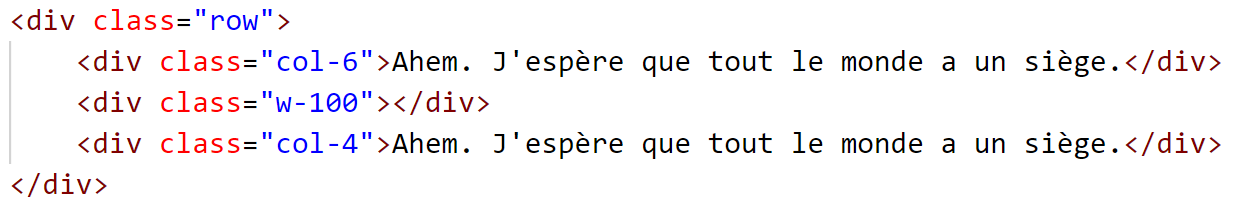 <div class="row">
    <div class="col-6">Ahem. J'espère que tout le monde a un siège.</div>
    <div class="w-100"></div>
    <div class="col-4">Ahem. J'espère que tout le monde a un siège.</div>
</div>